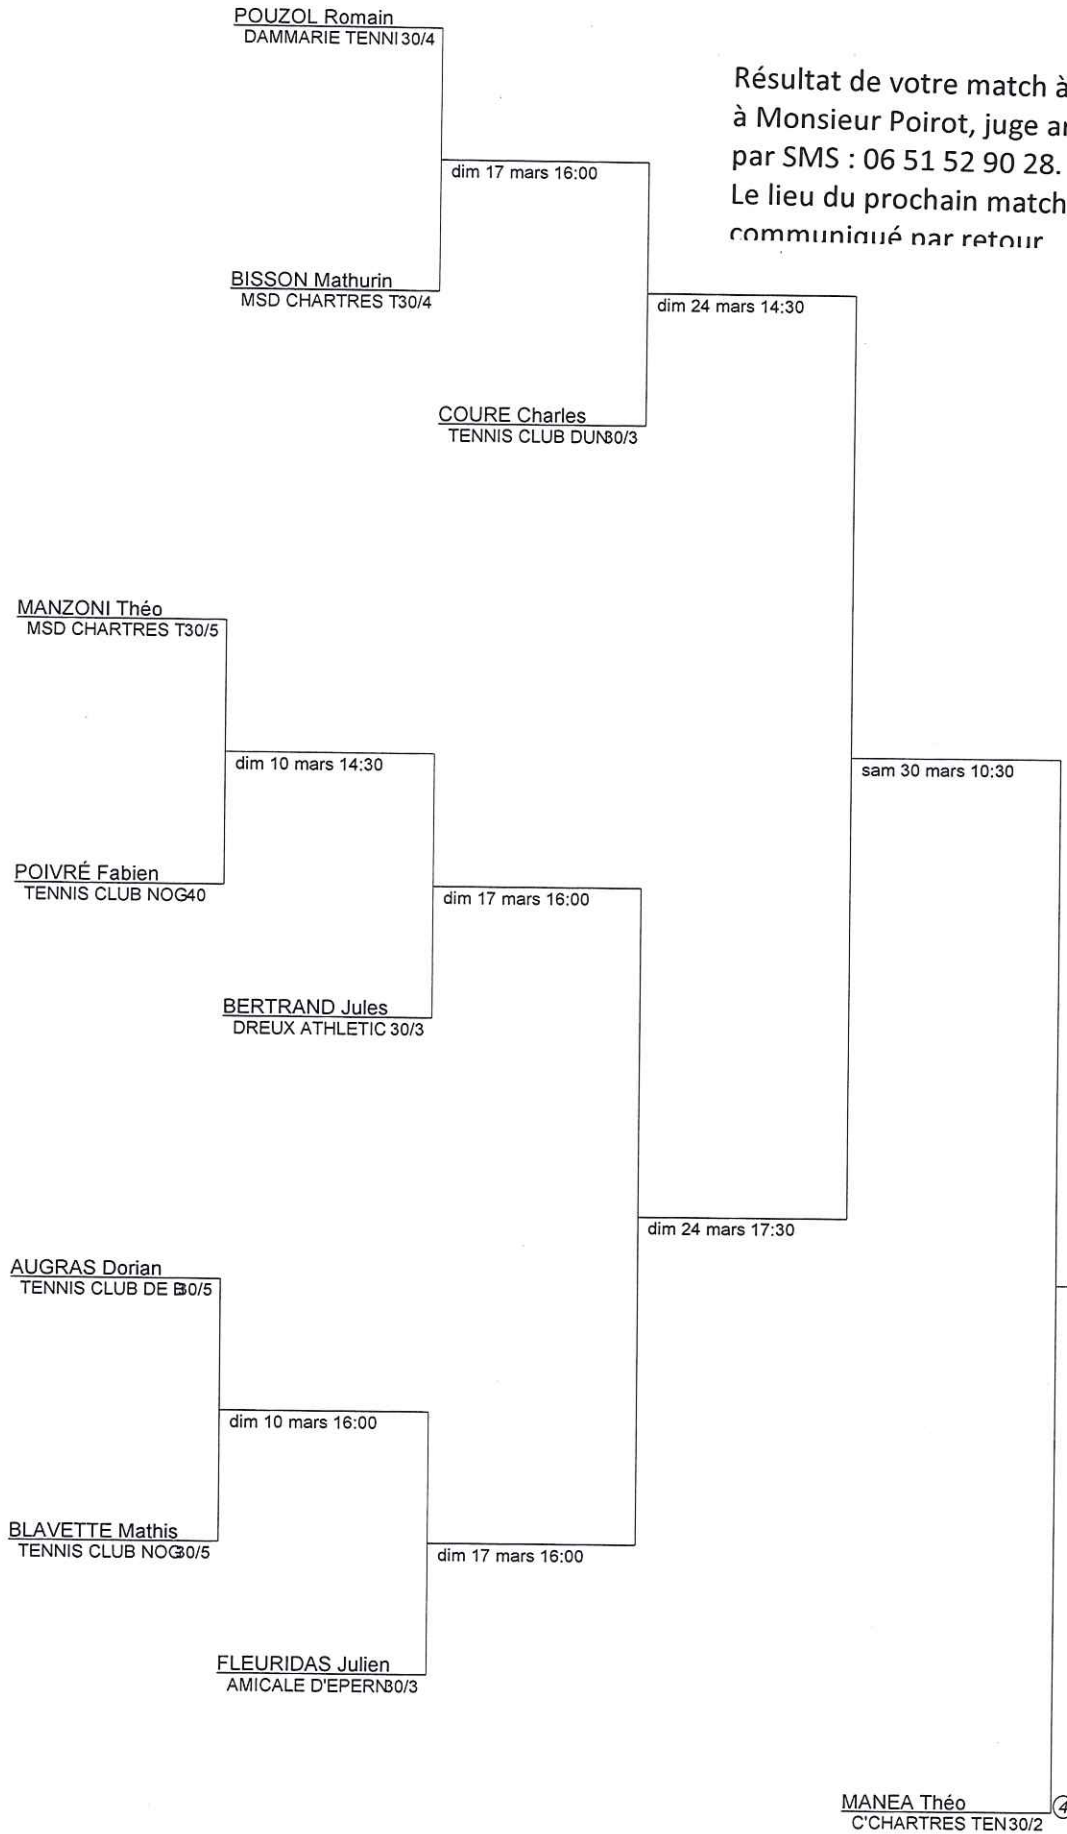 POUZOL Romain
DAMMARIE TENNI 30/4
Résultat de votre match à
à Monsieur Poirot, juge a
par SMS : 06 51 52 90 28.
Le lieu du prochain match
communiqué par retour
dim 17 mars 16:00
BISSON Mathurin
MSD CHARTRES T30/4
dim 24 mars 14:30
COURE Charles
TENNIS CLUB DUN30/3
MANZONI Théo
MSD CHARTRES T30/5
dim 10 mars 14:30
sam 30 mars 10:30
POIVRÉ Fabien
TENNIS CLUB NOG40
dim 17 mars 16:00
BERTRAND Jules
DREUX ATHLETIC 30/3
dim 24 mars 17:30
AUGRAS Dorian
TENNIS CLUB DE B30/5
dim 10 mars 16:00
BLAVETTE Mathis
TENNIS CLUB NOG30/5
dim 17 mars 16:00
FLEURIDAS Julien
AMICALE D'EPERN30/3
MANEA Théo
C'CHARTRES TEN30/2
4